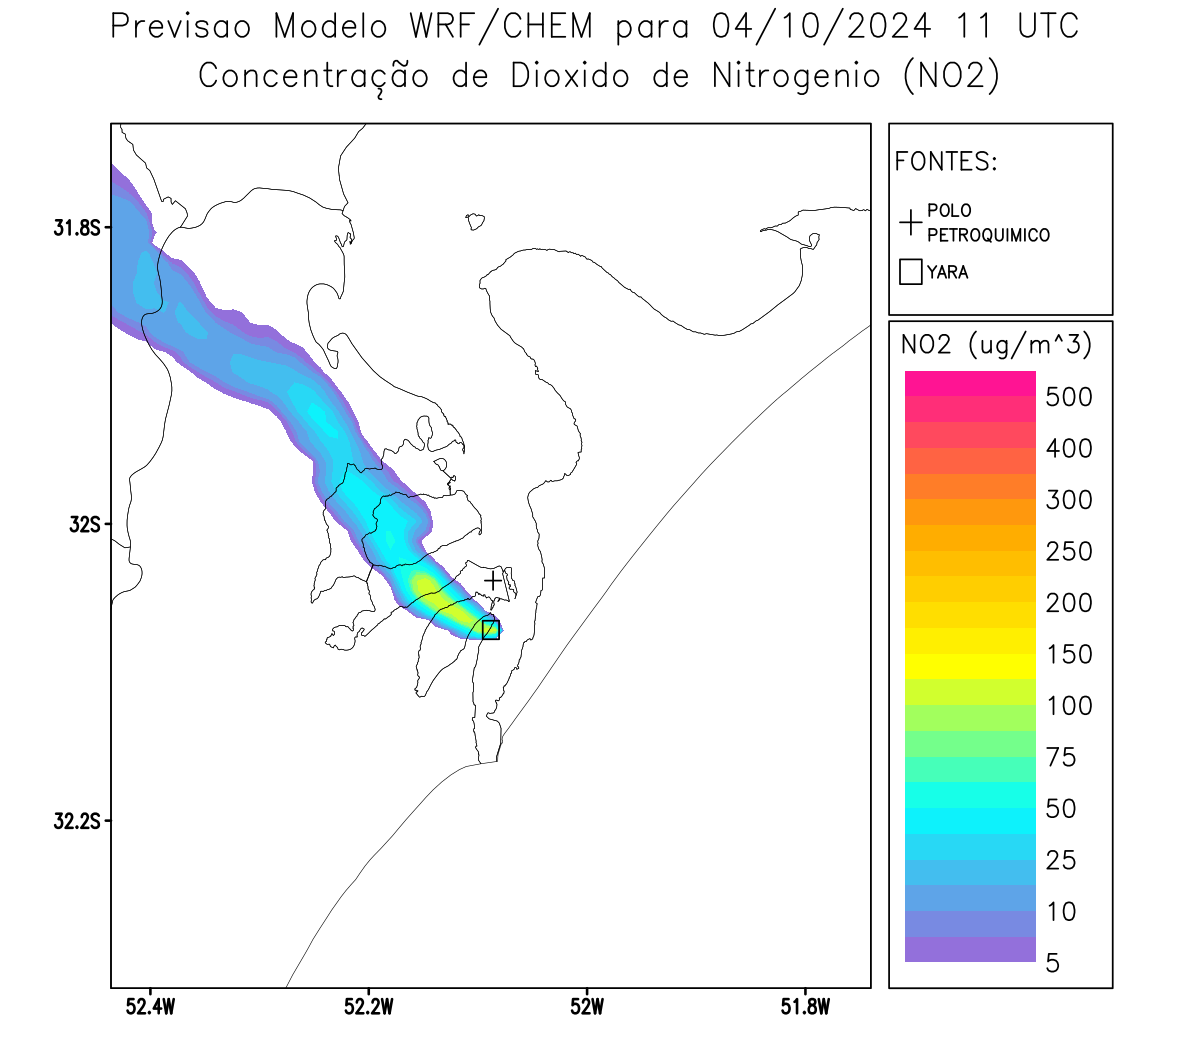 Previsao Modelo WRF/CHEM para 04/10/2024 11 UTC
Concentração de Dioxido de Nitrogenio (NO2)
FONTES:
POLO
PETROQUIMICO
YARA
NO2 (ug/m^3)
500
400
300
250
200
150
100
75
50
25
10
5
31.8S
32S
32.2S
52.4W
52.2W
52W
51.8W